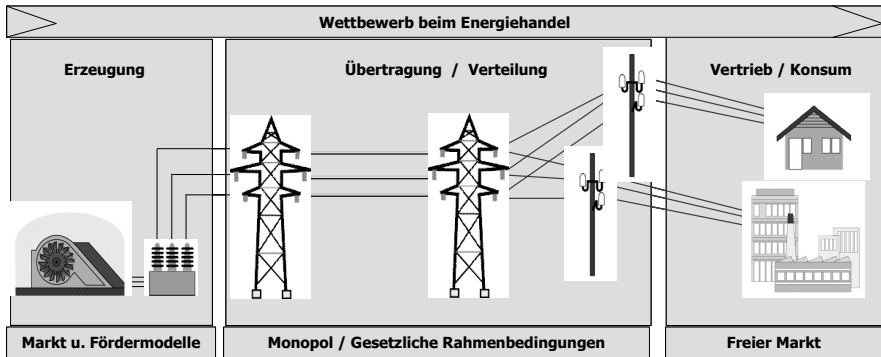 Wettbewerb beim Energiehandel
Erzeugung
Übertragung / Verteilung
Vertrieb / Konsum
Markt u. Fördermodelle
Monopol / Gesetzliche Rahmenbedingungen
Freier Markt